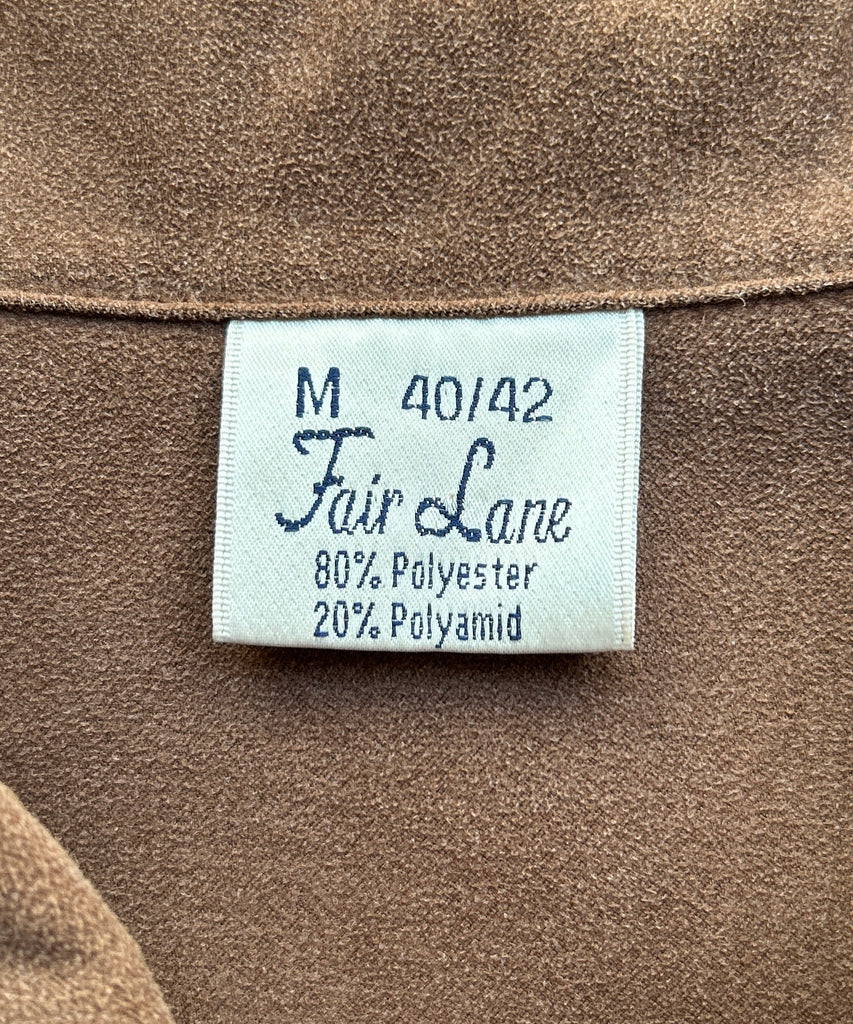 M 40/42
Fair Lane
80% Polyester
20% Polyamid